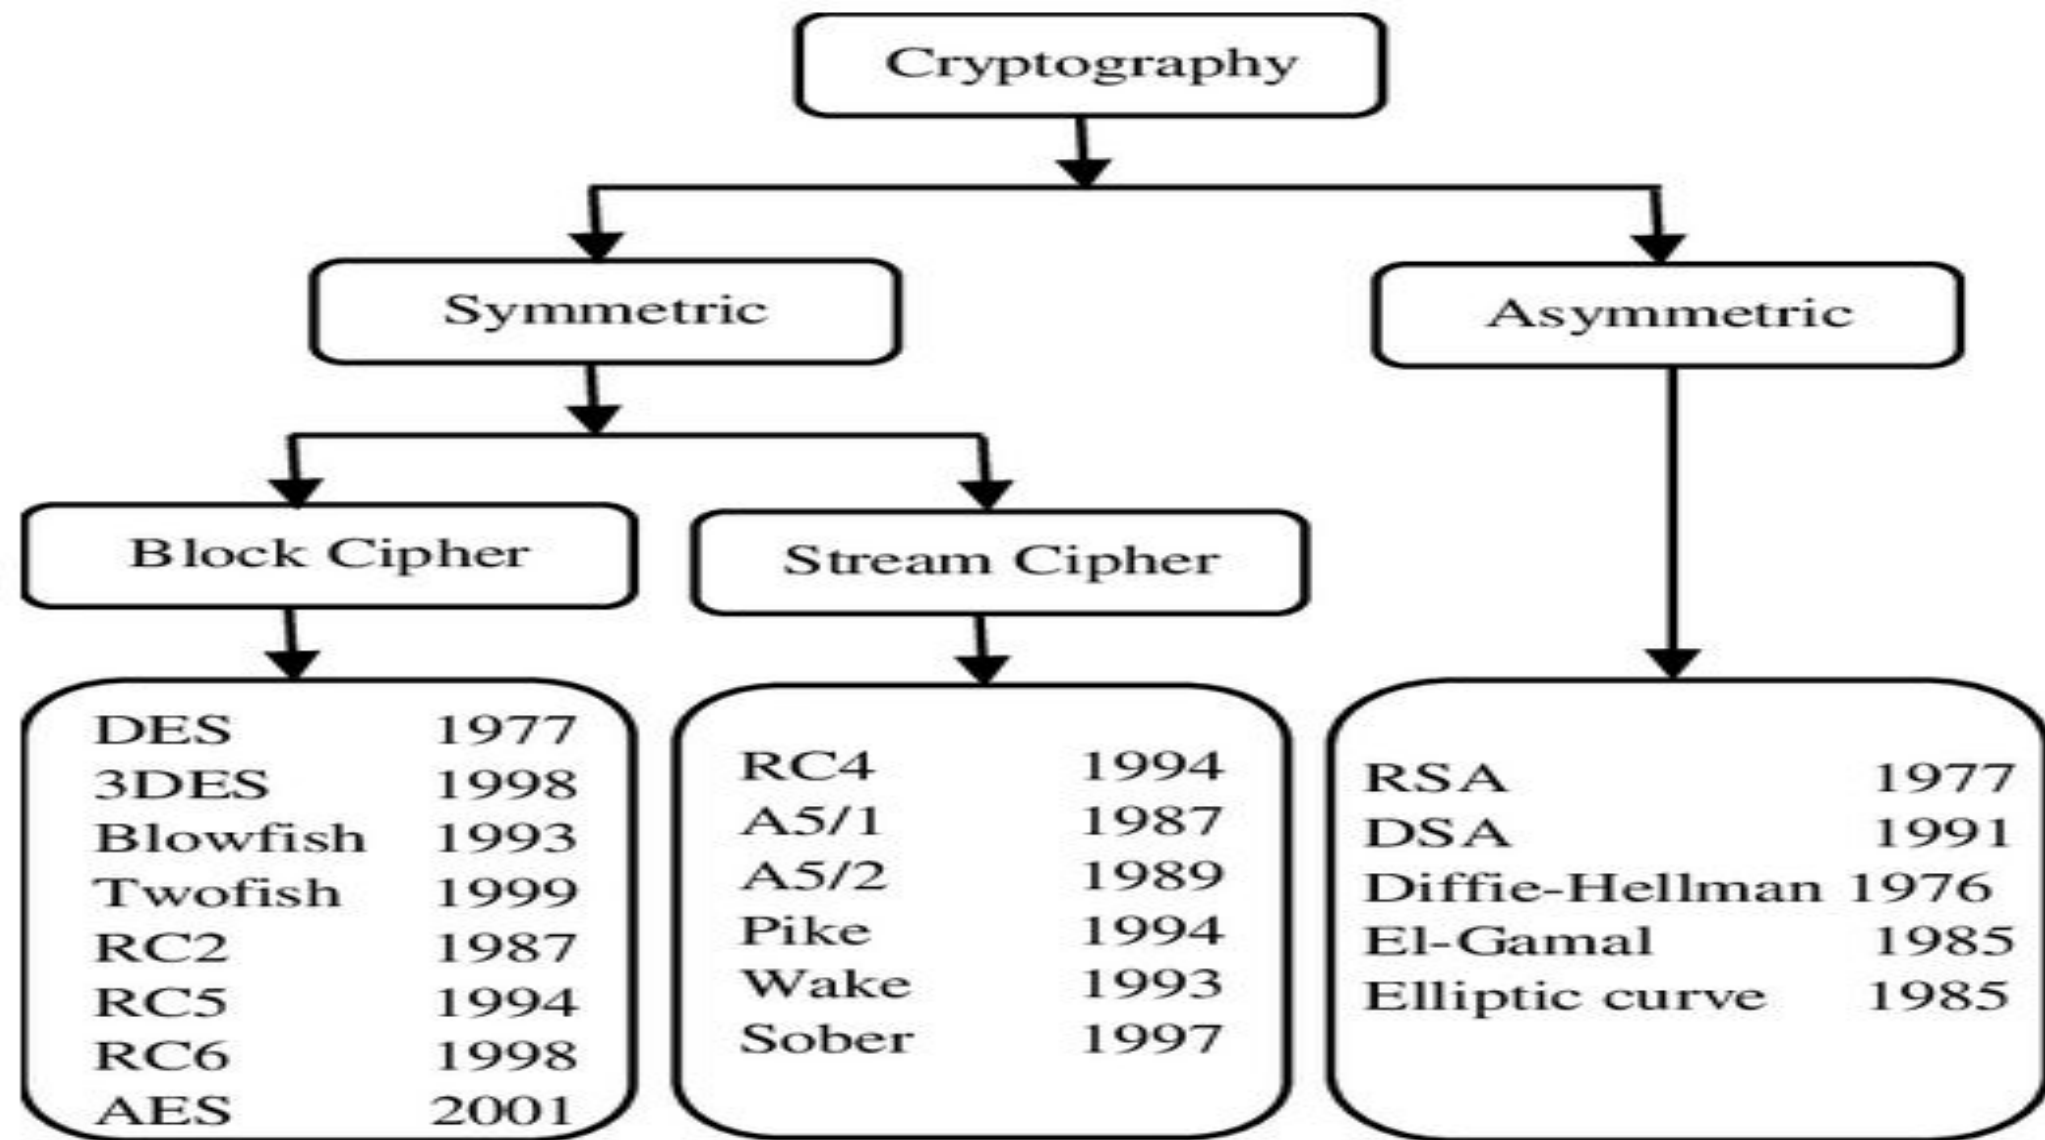 Cryptography
Symmetric
Asymmetric
Block Cipher
Stream Cipher
DES 1977
3DES 1998
Blowfish 1993
Twofish 1999
RC2 1987
RC5 1994
RC6 1998
AES 2001
RC4 1994
A5/1 1987
A5/2 1989
Pike 1994
Wake 1993
Sober 1997
RSA 1977
DSA 1991
Diffie-Hellman 1976
El-Gamal 1985
Elliptic curve 1985